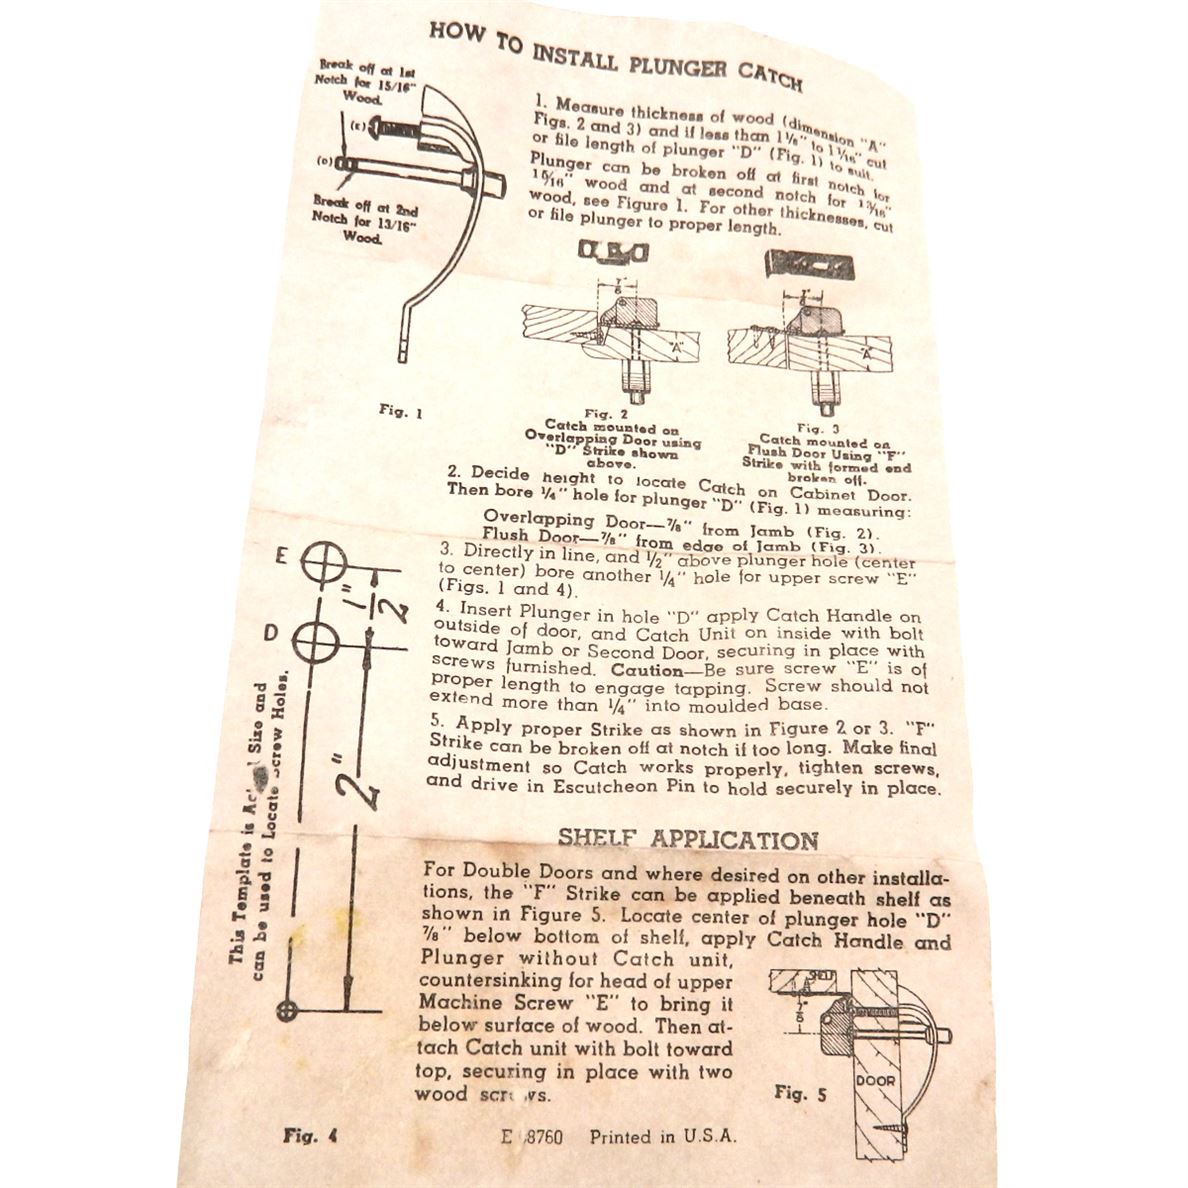 HOW TO INSTALL PLUNGER CATCH
Break off at 1st
Notch for 15/16"
Wood.
(E)
(D)
Break off at 2nd
Notch for 13/16"
Wood.
Fig. 1
1. Measure thickness of wood (dimension "A"
Figs. 2 and 3) and if less than 1⅛" to 1 1/16" cut
or file length of plunger "D" (Fig. 1) to suit.
Plunger can be broken off at first notch for
15/16" wood and at second notch for 13/16"
wood, see Figure 1. For other thicknesses, cut
or file plunger to proper length.
7"
8
"A"
Fig. 2
Catch mounted on
Overlapping Door using
"D" Strike shown
above.
7"
8
"A"
Fig. 3
Catch mounted on
Flush Door Using "F"
Strike with formed end
broken off.
2. Decide height to locate Catch on Cabinet Door.
Then bore ¼" hole for plunger "D" (Fig. 1) measuring:
Overlapping Door—⅞" from Jamb (Fig. 2).
Flush Door—⅞" from edge of Jamb (Fig. 3).
3. Directly in line, and ½" above plunger hole (center
to center) bore another ¼" hole for upper screw "E"
(Figs. 1 and 4).
4. Insert Plunger in hole "D" apply Catch Handle on
outside of door, and Catch Unit on inside with bolt
toward Jamb or Second Door, securing in place with
screws furnished. Caution—Be sure screw "E" is of
proper length to engage tapping. Screw should not
extend more than ¼" into moulded base.
5. Apply proper Strike as shown in Figure 2 or 3. "F"
Strike can be broken off at notch if too long. Make final
adjustment so Catch works properly, tighten screws,
and drive in Escutcheon Pin to hold securely in place.
E
D
1"
2
2"
This Template is Size and
can be used to Locate Screw Holes.
Fig. 4
SHELF APPLICATION
For Double Doors and where desired on other installa-
tions, the "F" Strike can be applied beneath shelf as
shown in Figure 5. Locate center of plunger hole "D"
⅞" below bottom of shelf, apply Catch Handle and
Plunger without Catch unit,
countersinking for head of upper
Machine Screw "E" to bring it
below surface of wood. Then at-
tach Catch unit with bolt toward
top, securing in place with two
wood
SHELF
7"
8
DOOR
Fig. 5
E 8760 Printed in U.S.A.